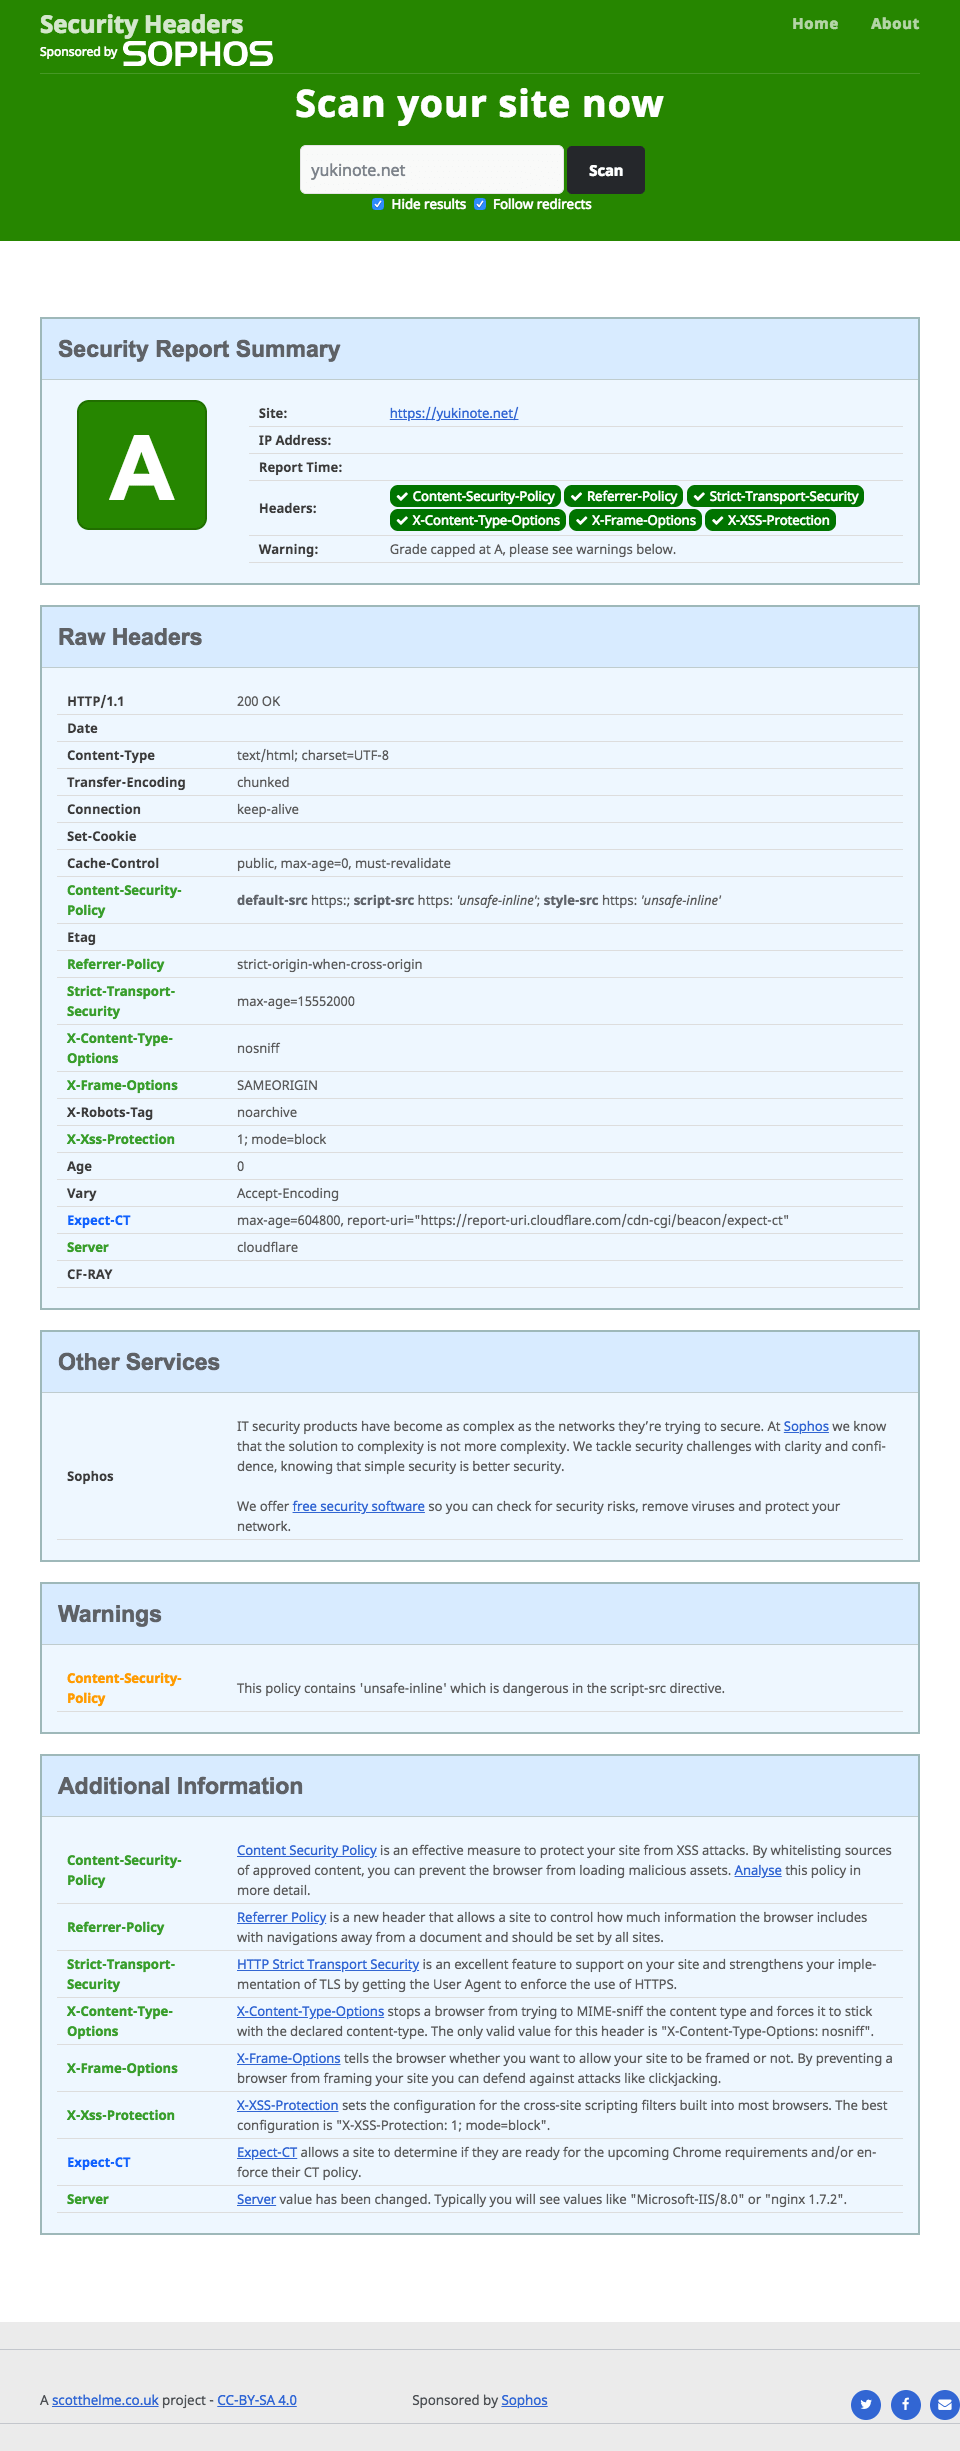 Security Headers
Sponsored by SOPHOS
Home About
Scan your site now
yukinote.net Scan
Hide results Follow redirects
Security Report Summary
A
Site: https://yukinote.net/
IP Address:
Report Time:
Headers: Content-Security-Policy Referrer-Policy Strict-Transport-Security
X-Content-Type-Options X-Frame-Options X-XSS-Protection
Warning: Grade capped at A, please see warnings below.
Raw Headers
HTTP/1.1 200 OK
Date
Content-Type text/html; charset=UTF-8
Transfer-Encoding chunked
Connection keep-alive
Set-Cookie
Cache-Control public, max-age=0, must-revalidate
Content-Security-
Policy
default-src https:; script-src https: 'unsafe-inline'; style-src https: 'unsafe-inline'
Etag
Referrer-Policy strict-origin-when-cross-origin
Strict-Transport-
Security
max-age=15552000
X-Content-Type-
Options
nosniff
X-Frame-Options SAMEORIGIN
X-Robots-Tag noarchive
X-Xss-Protection 1; mode=block
Age 0
Vary Accept-Encoding
Expect-CT max-age=604800, report-uri="https://report-uri.cloudflare.com/cdn-cgi/beacon/expect-ct"
Server cloudflare
CF-RAY
Other Services
Sophos
IT security products have become as complex as the networks they’re trying to secure. At Sophos we know
that the solution to complexity is not more complexity. We tackle security challenges with clarity and confi-
dence, knowing that simple security is better security.
We offer free security software so you can check for security risks, remove viruses and protect your
network.
Warnings
Content-Security-
Policy
This policy contains 'unsafe-inline' which is dangerous in the script-src directive.
Additional Information
Content-Security-
Policy
Content Security Policy is an effective measure to protect your site from XSS attacks. By whitelisting sources
of approved content, you can prevent the browser from loading malicious assets. Analyse this policy in
more detail.
Referrer-Policy
Referrer Policy is a new header that allows a site to control how much information the browser includes
with navigations away from a document and should be set by all sites.
Strict-Transport-
Security
HTTP Strict Transport Security is an excellent feature to support on your site and strengthens your imple-
mentation of TLS by getting the User Agent to enforce the use of HTTPS.
X-Content-Type-
Options
X-Content-Type-Options stops a browser from trying to MIME-sniff the content type and forces it to stick
with the declared content-type. The only valid value for this header is "X-Content-Type-Options: nosniff".
X-Frame-Options
X-Frame-Options tells the browser whether you want to allow your site to be framed or not. By preventing a
browser from framing your site you can defend against attacks like clickjacking.
X-Xss-Protection
X-XSS-Protection sets the configuration for the cross-site scripting filters built into most browsers. The best
configuration is "X-XSS-Protection: 1; mode=block".
Expect-CT
Expect-CT allows a site to determine if they are ready for the upcoming Chrome requirements and/or en-
force their CT policy.
Server Server value has been changed. Typically you will see values like "Microsoft-IIS/8.0" or "nginx 1.7.2".
A scotthelme.co.uk project - CC-BY-SA 4.0
Sponsored by Sophos